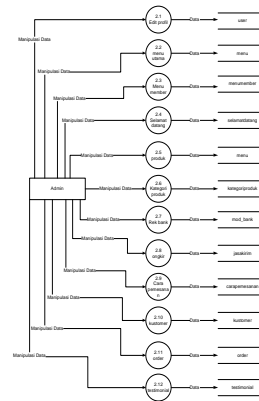 2.1
Edit profil
Data
user
Manipulasi Data
2.2
menu
utama
Data
menu
Manipulasi Data
2.3
Menu
member
Data
menumember
Manipulasi Data
2.4
Selamat
datang
Data
selamatdatang
Manipulasi Data
2.5
produk
Data
menu
Manipulasi Data
Admin
2.6
Kategori
produk
Data
kategoriproduk
Manipulasi Data
2.7
Rek bank
Data
mod_bank
Manipulasi Data
2.8
ongkir
Data
jasakirim
Manipulasi Data
2.9
Cara
pemesana
n
Data
carapemesanan
Manipulasi Data
2.10
kustomer
Data
kustomer
Manipulasi Data
2.11
order
Data
order
Manipulasi Data
2.12
testimonial
Data
testimonial
Manipulasi Data